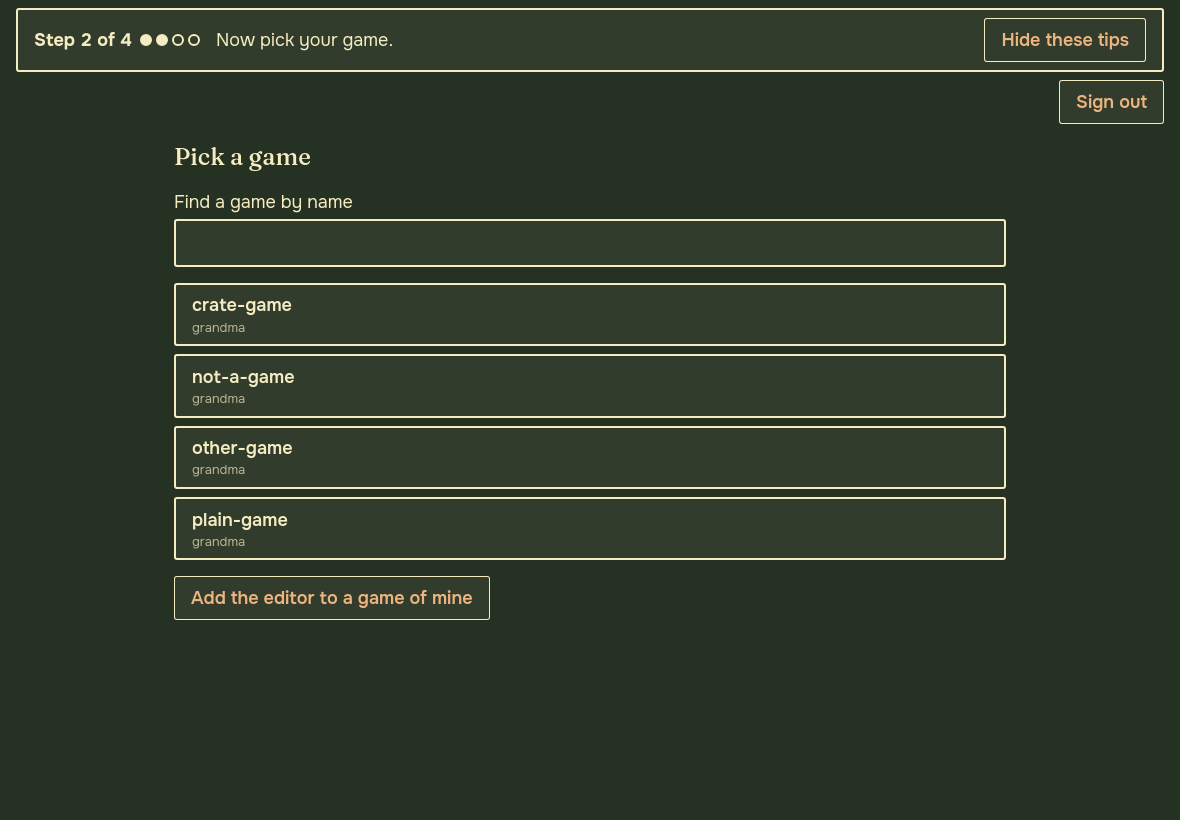 Step 2 of 4 Now pick your game. Hide these tips
Sign out
Pick a game
Find a game by name
crate-game
grandma
not-a-game
grandma
other-game
grandma
plain-game
grandma
Add the editor to a game of mine